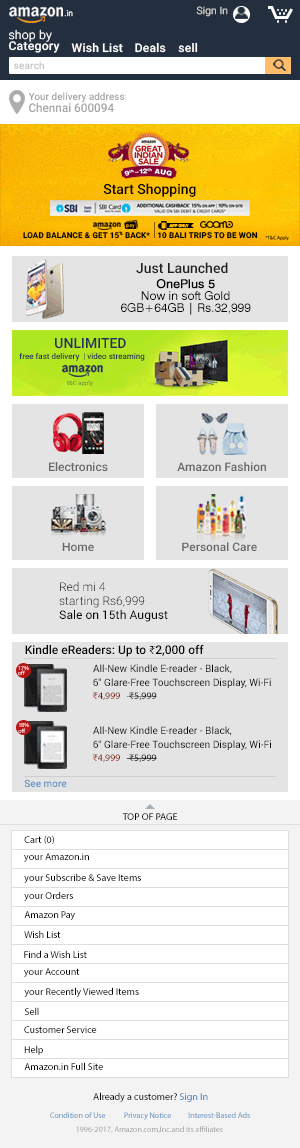 amazon.in
Sign In
shop by
Category
Wish List
Deals
sell
search
Your delivery address:
Chennai 600094
GREAT
INDIAN
SALE
9TH-12TH AUG
Start Shopping
SBI
SBI Card
ADDITIONAL CASHBACK 15% ON APP | 10% ON SITE
VALID ON SBI DEBIT & CREDIT CARDS*
amazon pay
LOAD BALANCE & GET 15% BACK*
10 BALI TRIPS TO BE WON
*T&C Apply
Just Launched
OnePlus 5
Now in soft Gold
6GB+64GB | Rs.32,999
UNLIMITED
free fast delivery | video streaming
amazon
t&c apply
Electronics
Amazon Fashion
Home
Personal Care
Red mi 4
starting Rs6,999
Sale on 15th August
Kindle eReaders: Up to ₹2,000 off
17%
off
All-New Kindle E-reader - Black,
6" Glare-Free Touchscreen Display, Wi-Fi
₹4,999 ₹5,999
off
All-New Kindle E-reader - Black,
6" Glare-Free Touchscreen Display, Wi-Fi
₹4,999 ₹5,999
See more
TOP OF PAGE
Cart (0)
your Amazon.in
your Subscribe & Save Items
your Orders
Amazon Pay
Wish List
Find a Wish List
your Account
your Recently Viewed Items
Sell
Customer Service
Help
Amazon.in Full Site
Already a customer? Sign In
Condition of Use
Privacy Notice
Interest-Based Ads
1996-2017, Amazon.com,Inc.and its affiliates